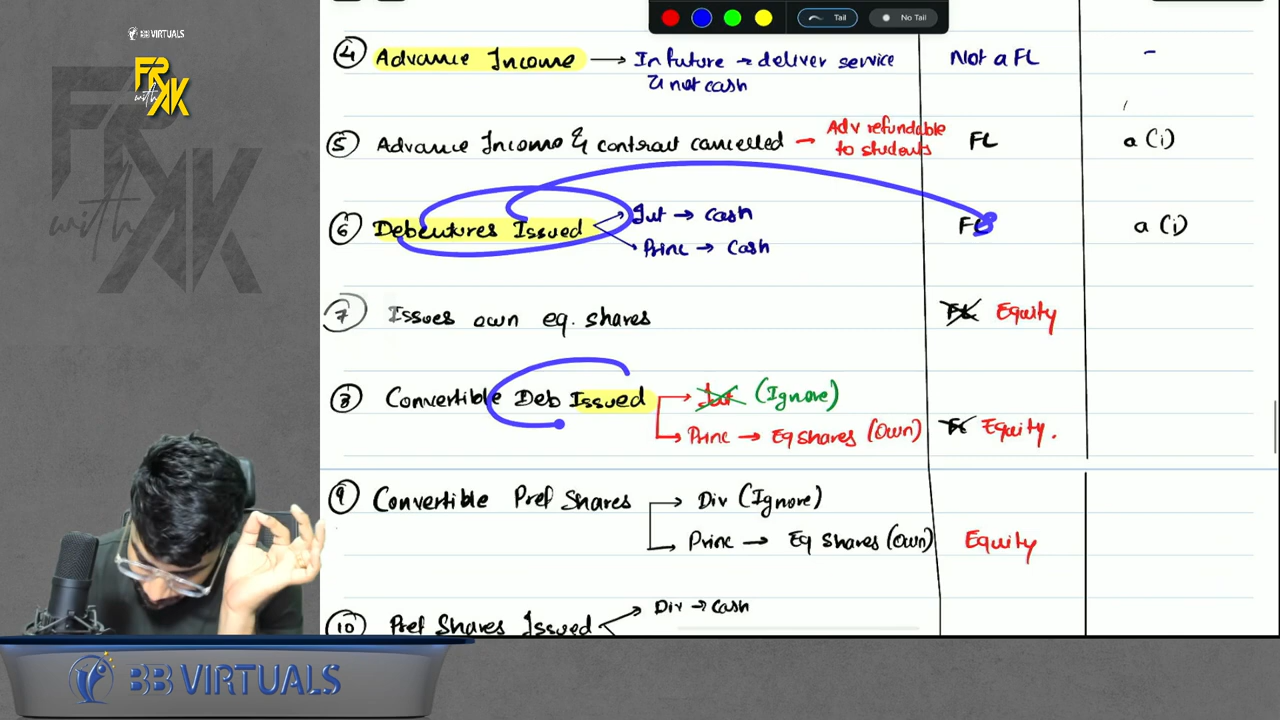 Tail
No Tail
BB VIRTUALS
FR
with
AK
④ Advance Income → In future → deliver service
& not cash
Not a FL
-
⑤ Advance Income & contract cancelled → Adv refundable
to students
FL
a (i)
⑥ Debentures Issued
Int → Cash
Princ → Cash
FL
a (i)
⑦ Issues own eq. shares
FL Equity
⑧ Convertible Deb Issued
Int (Ignore)
Princ → Eq shares (Own)
Equity.
⑨ Convertible Pref Shares
Div (Ignore)
Princ → Eq Shares (Own)
Equity
⑩ Pref Shares Issued
Div → Cash
BB VIRTUALS